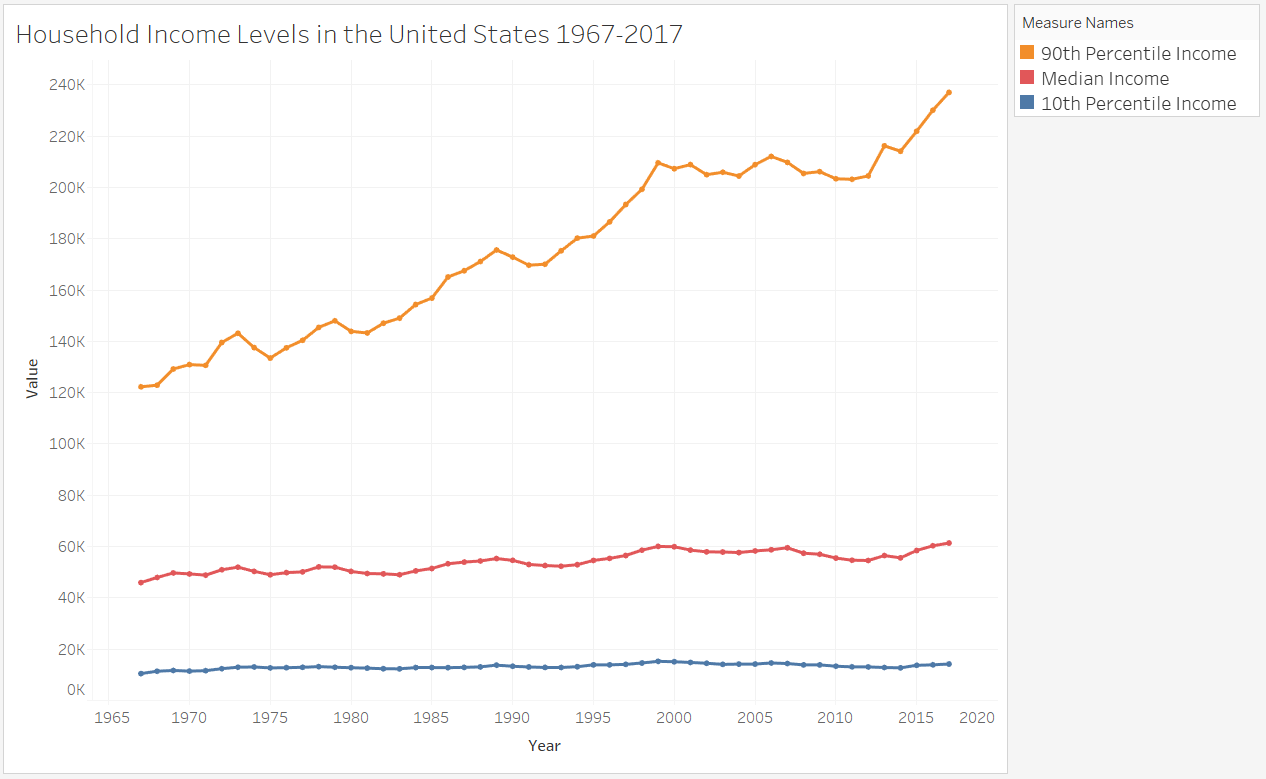 Household Income Levels in the United States 1967-2017
Measure Names
90th Percentile Income
Median Income
10th Percentile Income
240K
220K
200K
180K
160K
140K
120K
100K
80K
60K
40K
20K
0K
Value
1965 1970 1975 1980 1985 1990 1995 2000 2005 2010 2015 2020
Year